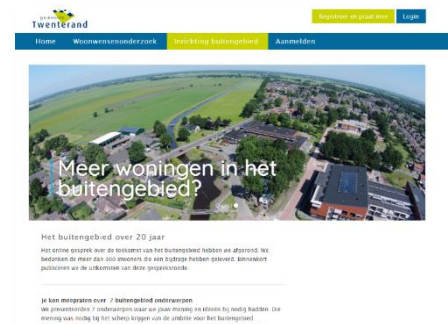 gemeente
Twenterand
Registreer en praat mee Login
Home Woonwensenonderzoek Inrichting buitengebied Aanmelden
Meer woningen in het
buitengebied?
Het buitengebied over 20 jaar
Het online gesprek over de toekomst van het buitengebied hebben we afgerond. We
bedanken de meer dan 300 inwoners die een bijdrage hebben geleverd. Binnenkort
publiceren we de uitkomsten van deze gespreksronde.
Je kon meepraten over 7 buitengebied onderwerpen
We presenteerden 7 onderwerpen waar we jouw mening en ideeën bij nodig hadden. Die
mening was nodig bij het scherp krijgen van de ambitie voor het buitengebied